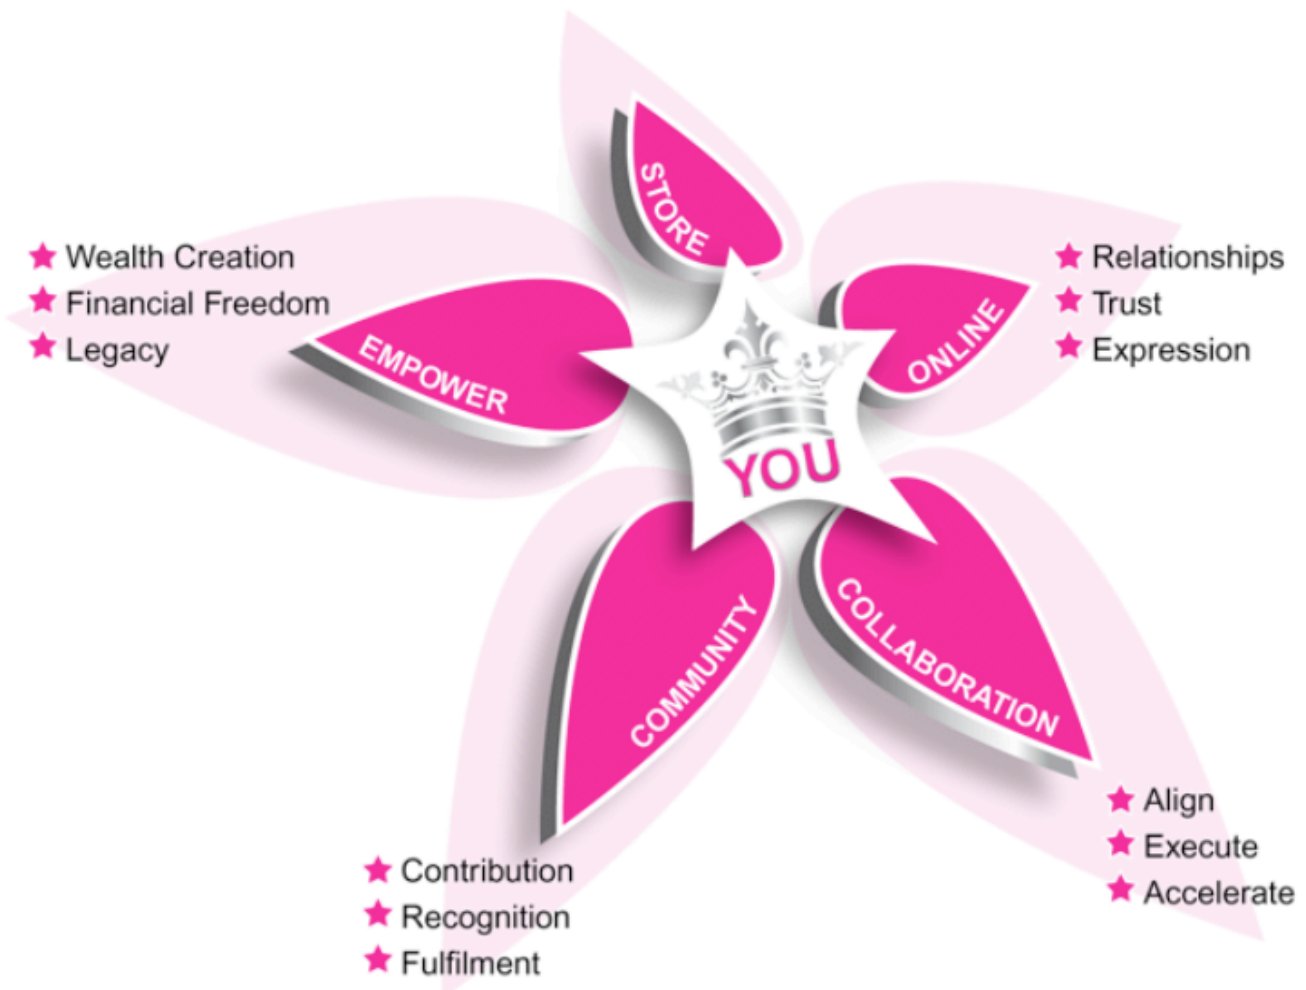 STORE
Wealth Creation
Financial Freedom
Legacy
EMPOWER
ONLINE
Relationships
Trust
Expression
YOU
COMMUNITY
COLLABORATION
Contribution
Recognition
Fulfilment
Align
Execute
Accelerate